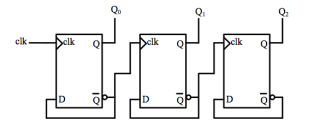 Q₀ Q₁ Q₂
clk clk Q clk Q clk Q
D Q̅ D Q̅ D Q̅